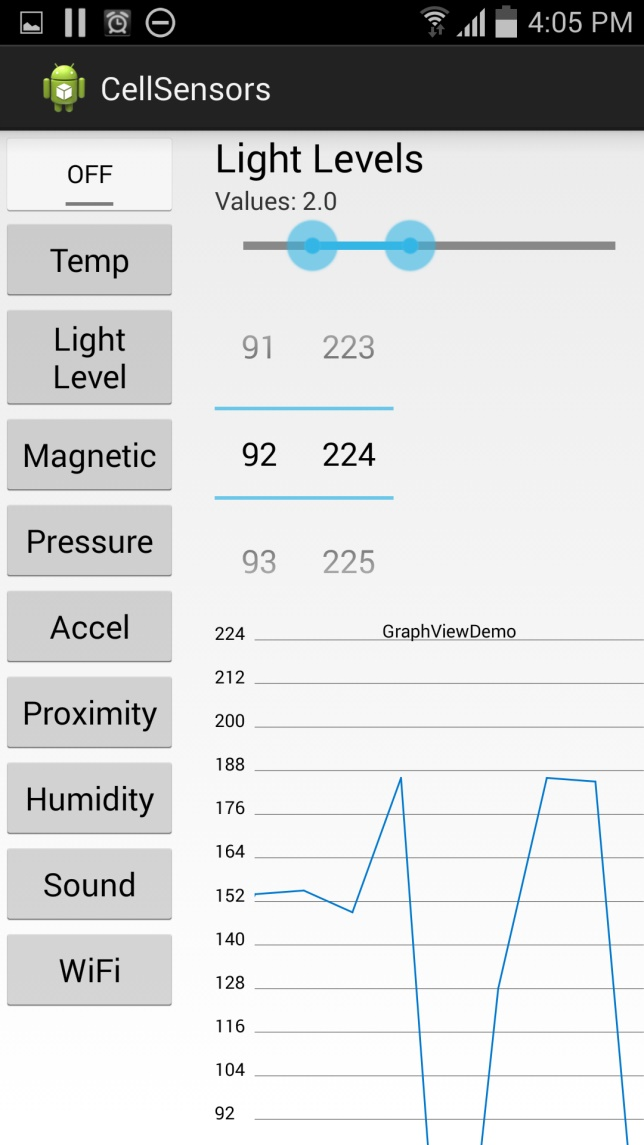 4:05 PM
CellSensors
OFF
Temp
Light
Level
Magnetic
Pressure
Accel
Proximity
Humidity
Sound
WiFi
Light Levels
Values: 2.0
91 223
92 224
93 225
GraphViewDemo
224
212
200
188
176
164
152
140
128
116
104
92